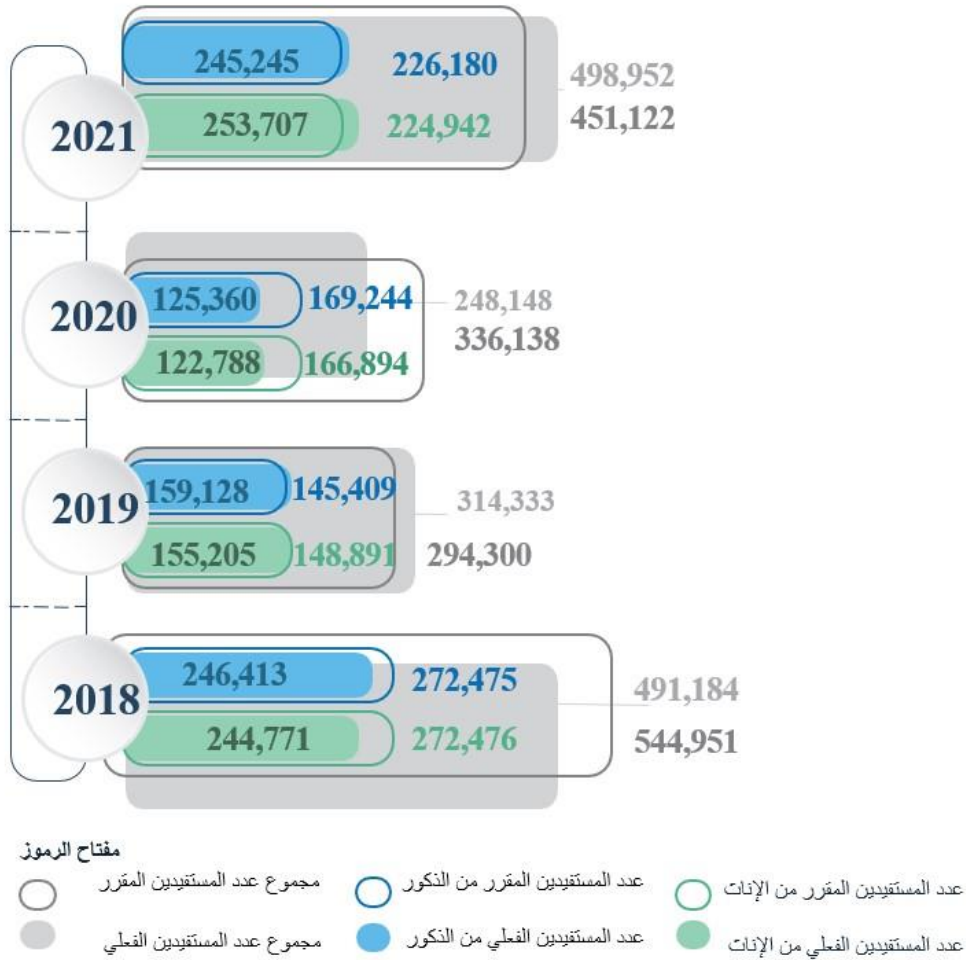 245,245 226,180 498,952
2021 253,707 224,942 451,122
125,360 169,244 248,148
2020 122,788 166,894 336,138
159,128 145,409 314,333
2019 155,205 148,891 294,300
246,413 272,475 491,184
2018 244,771 272,476 544,951
مفتاح الرموز
عدد المستفيدين المقرر من الإناث عدد المستفيدين المقرر من الذكور مجموع عدد المستفيدين المقرر
عدد المستفيدين الفعلي من الإناث عدد المستفيدين الفعلي من الذكور مجموع عدد المستفيدين الفعلي